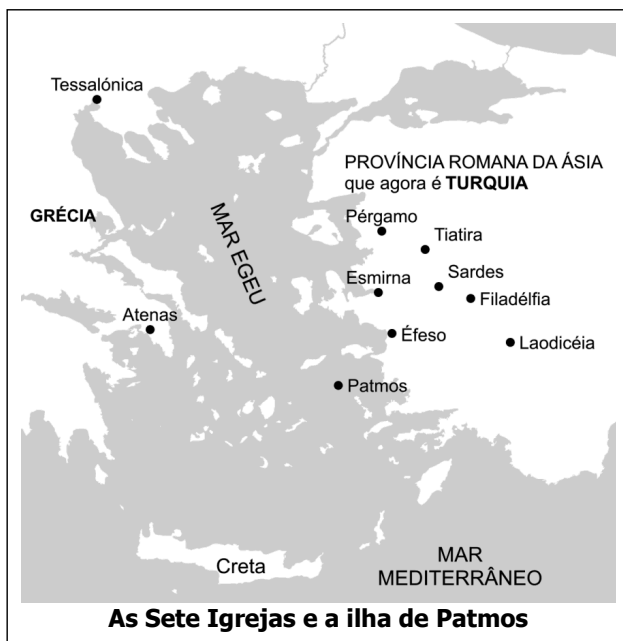 Tessalónica
PROVÍNCIA ROMANA DA ÁSIA
que agora é TURQUIA
GRÉCIA
MAR EGEU
Pérgamo
Tiatira
Esmirna
Sardes
Filadélfia
Atenas
Éfeso
Laodicéia
Patmos
Creta
MAR
MEDITERRÂNEO
As Sete Igrejas e a ilha de Patmos